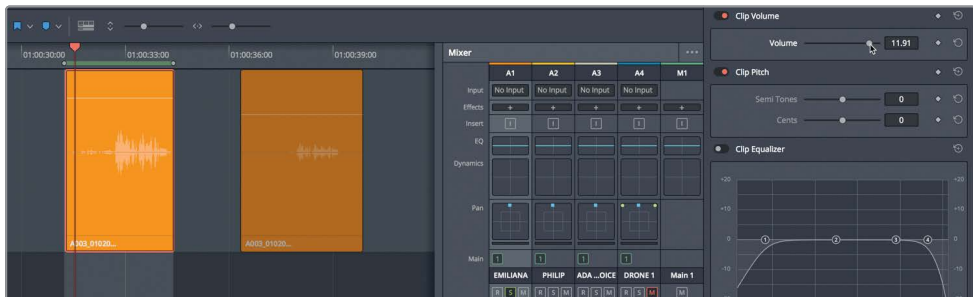 Clip Volume
01:00:30:00 01:00:33:00 01:00:36:00 01:00:39:00
Mixer
Volume 11.91
A1 A2 A3 A4 M1
Clip Pitch
Input No Input No Input No Input No Input
Effects + + + + +
Semi Tones 0
Insert I I I I I
Cents 0
EQ
Clip Equalizer
Dynamics
+20 +20
Pan
+10 +10
0 1 2 3 4 0
A003_01020... A003_01020...
Main 1 1 1 1
-10 -10
EMILIANA PHILIP ADA ...OICE DRONE 1 Main 1
R S M R S M R S M R S M M